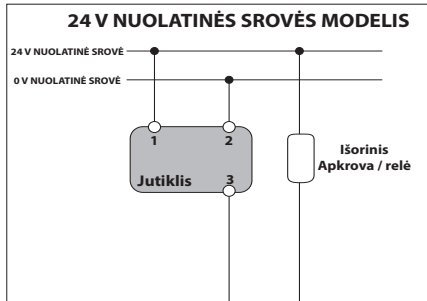 24 V NUOLATINĖS SROVĖS MODELIS
24 V NUOLATINĖ SROVĖ
0 V NUOLATINĖ SROVĖ
1
2
Jutiklis
3
Išorinis
Apkrova / relė